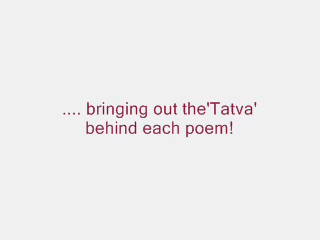 .... bringing out the'Tatva'
behind each poem!